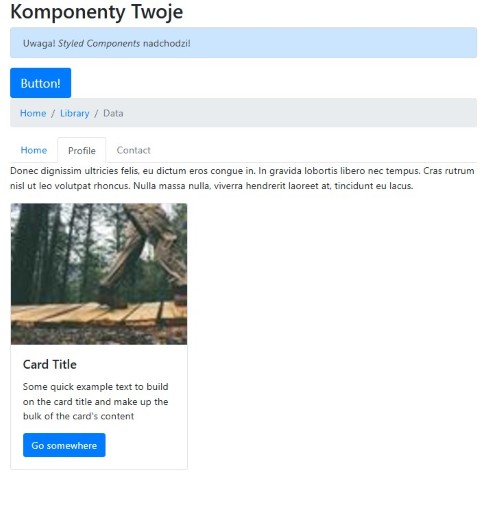 Komponenty Twoje
Uwaga! Styled Components nadchodzi!
Button!
Home / Library / Data
Home Profile Contact
Donec dignissim ultricies felis, eu dictum eros congue in. In gravida lobortis libero nec tempus. Cras rutrum
nisl ut leo volutpat rhoncus. Nulla massa nulla, viverra hendrerit laoreet at, tincidunt eu lacus.
Card Title
Some quick example text to build
on the card title and make up the
bulk of the card's content
Go somewhere